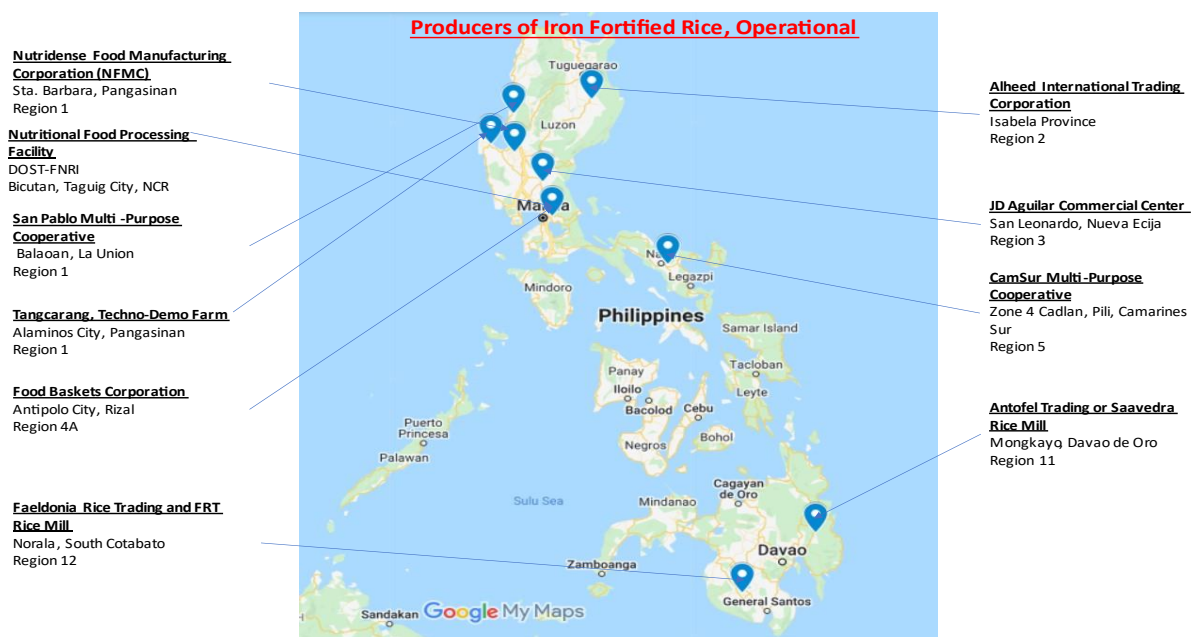 Producers of Iron Fortified Rice, Operational
Nutridense Food Manufacturing
Corporation (NFMC)
Sta. Barbara, Pangasinan
Region 1
Nutritional Food Processing
Facility
DOST-FNRI
Bicutan, Taguig City, NCR
San Pablo Multi-Purpose
Cooperative
Balaoan, La Union
Region 1
Tangcarang, Techno-Demo Farm
Alaminos City, Pangasinan
Region 1
Food Baskets Corporation
Antipolo City, Rizal
Region 4A
Faeldonia Rice Trading and FRT
Rice Mill
Norala, South Cotabato
Region 12
Tuguegarao
Luzon
Mindoro
Legazpi
Philippines
Samar Island
Tacloban
Leyte
Panay
Iloilo
Bacolod
Cebu
Negros
Bohol
Puerto
Princesa
Palawan
Sulu Sea
Cagayan
de Oro
Mindanao
Davao
Zamboanga
General Santos
Sandakan
Google My Maps
Alheed International Trading
Corporation
Isabela Province
Region 2
JD Aguilar Commercial Center
San Leonardo, Nueva Ecija
Region 3
CamSur Multi-Purpose
Cooperative
Zone 4 Cadlan, Pili, Camarines
Sur
Region 5
Antofel Trading or Saavedra
Rice Mill
Mongkayo, Davao de Oro
Region 11